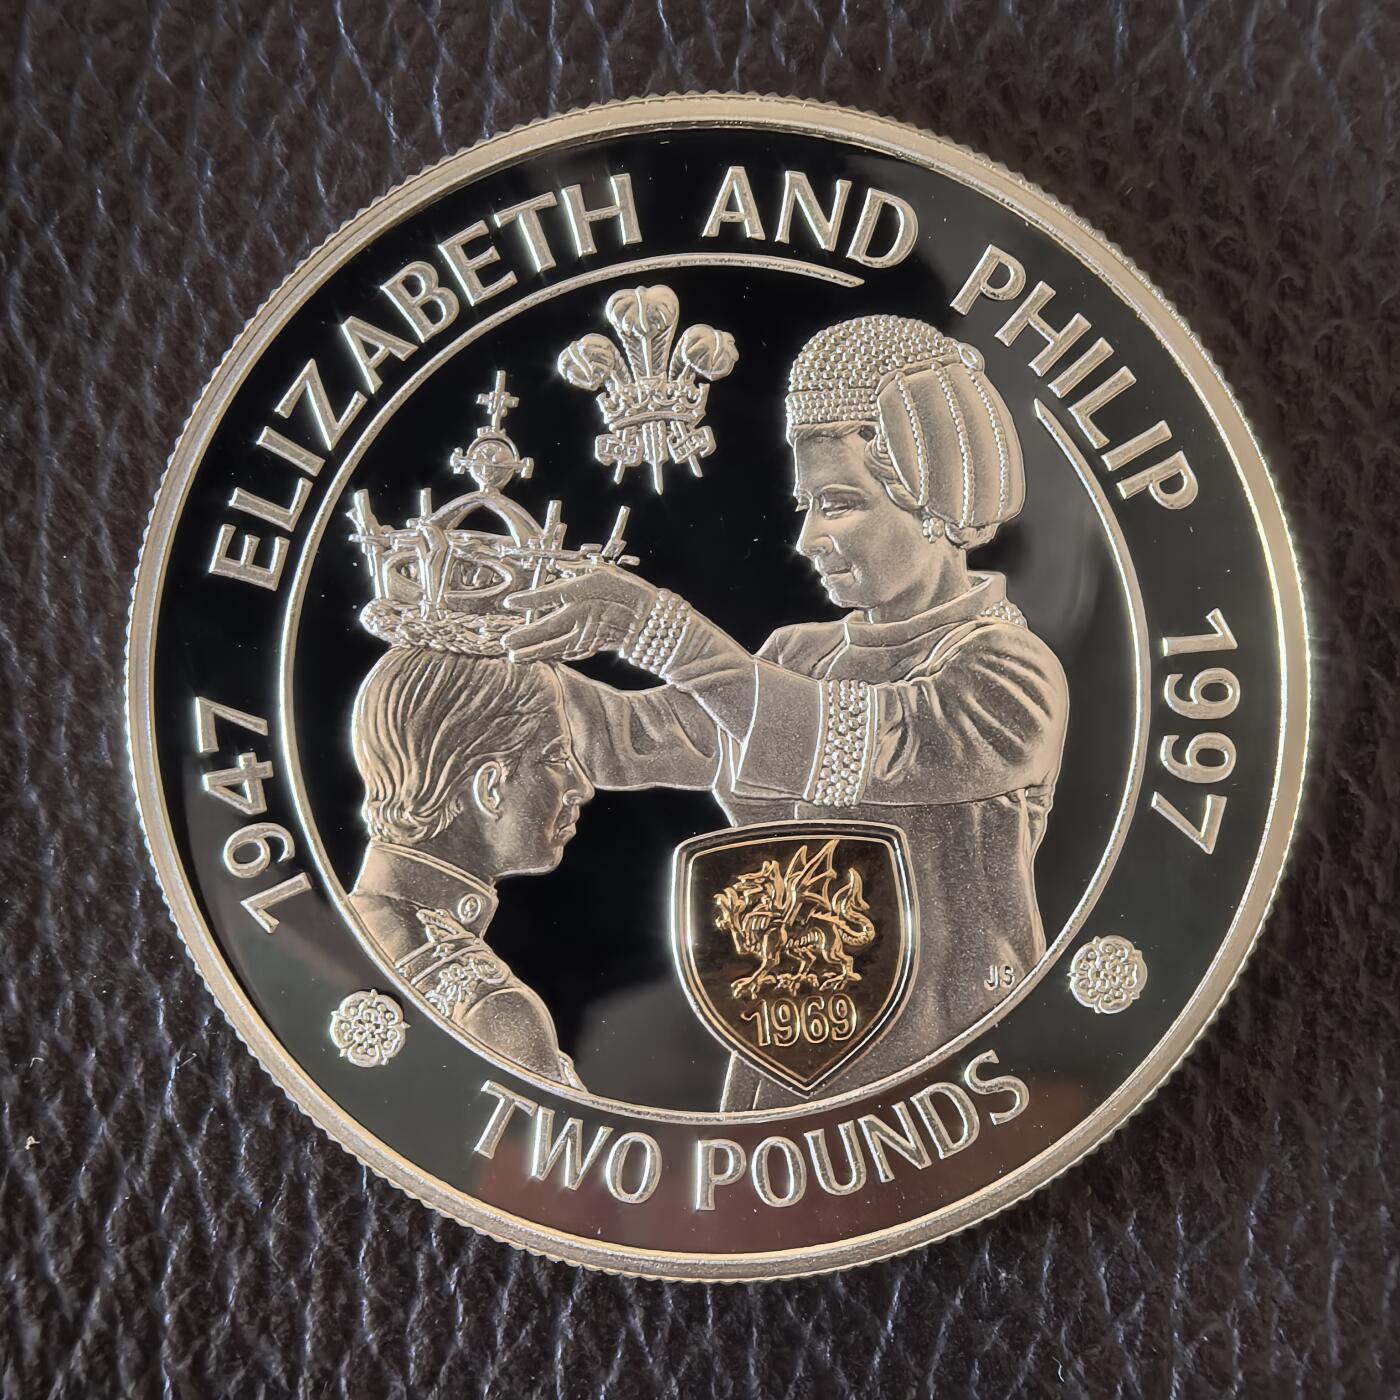 1947 ELIZABETH AND PHILIP 1997
JS
1969
TWO POUNDS